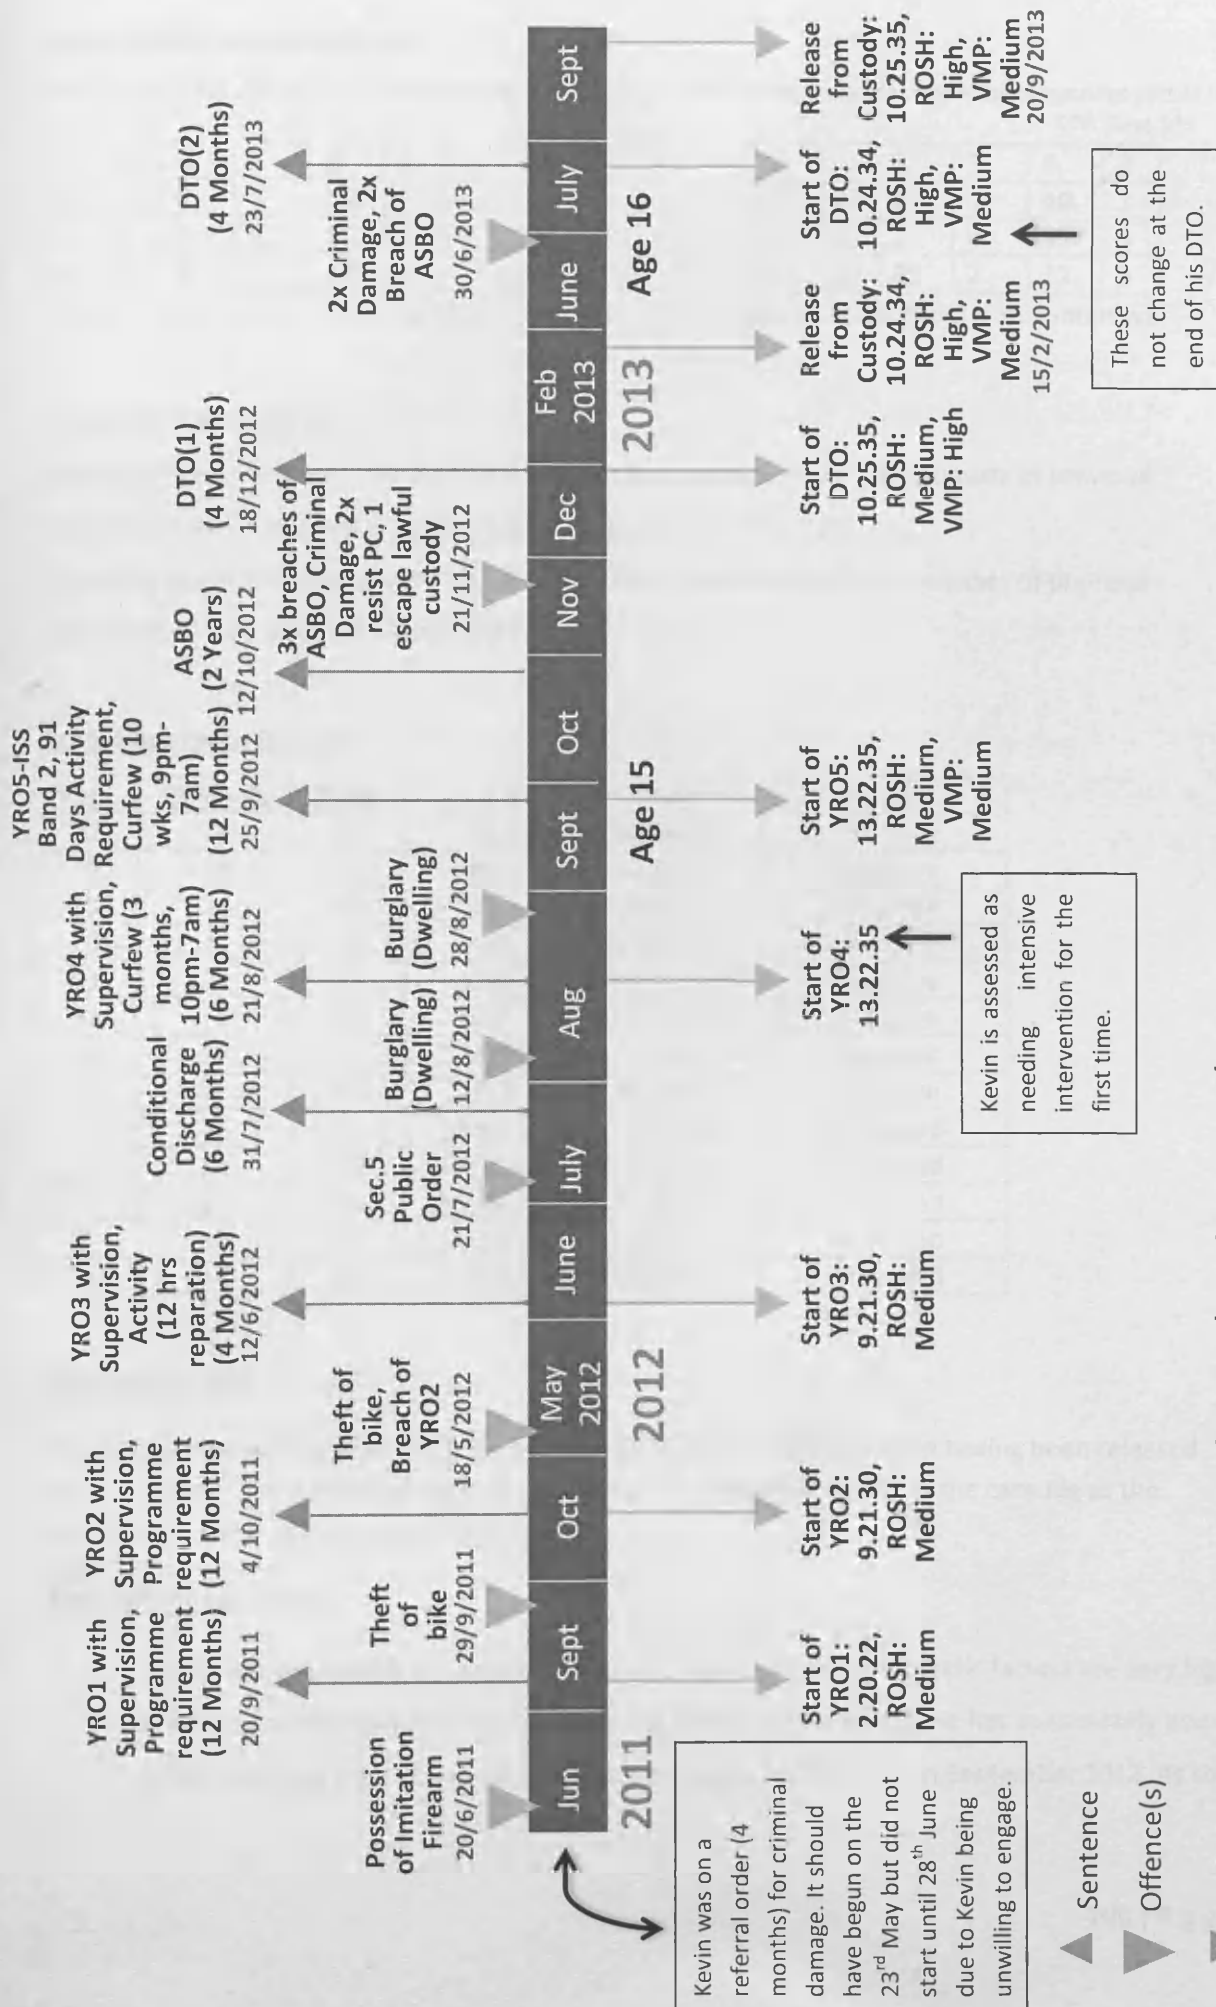 YRO1 with
Supervision,
Programme
requirement
(12 Months)
20/9/2011
YRO2 with
Supervision,
Programme
requirement
(12 Months)
4/10/2011
YRO3 with
Supervision,
Activity
(12 hrs
reparation)
(4 Months)
12/6/2012
Conditional
Discharge
(6 Months)
31/7/2012
YRO4 with
Supervision,
Curfew (3
months,
10pm-7am)
(6 Months)
21/8/2012
YRO5-ISS
Band 2, 91
Days Activity
Requirement,
Curfew (10
wks, 9pm-
7am)
(12 Months)
25/9/2012
ASBO
(2 Years)
12/10/2012
DTO(1)
(4 Months)
18/12/2012
DTO(2)
(4 Months)
23/7/2013
Possession
of Imitation
Firearm
20/6/2011
Theft
of
bike
29/9/2011
Theft of
bike,
Breach of
YRO2
18/5/2012
Sec.5
Public
Order
21/7/2012
Burglary
(Dwelling)
12/8/2012
Burglary
(Dwelling)
28/8/2012
3x breaches of
ASBO, Criminal
Damage, 2x
resist PC, 1
escape lawful
custody
21/11/2012
2x Criminal
Damage, 2x
Breach of
ASBO
30/6/2013
Jun
Sept
Oct
May
2012
June
July
Aug
Sept
Oct
Nov
Dec
Feb
2013
June
July
Sept
2011
2012
Age 15
2013
Age 16
Start of
YRO1:
2.20.22,
ROSH:
Medium
Start of
YRO2:
9.21.30,
ROSH:
Medium
Start of
YRO3:
9.21.30,
ROSH:
Medium
Start of
YRO4:
13.22.35
Start of
YRO5:
13.22.35,
ROSH:
Medium,
VMP:
Medium
Start of
DTO:
10.25.35,
ROSH:
Medium,
VMP: High
Release
from
Custody:
10.24.34,
ROSH:
High,
VMP:
Medium
15/2/2013
Start of
DTO:
10.24.34,
ROSH:
High,
VMP:
Medium
Release
from
Custody:
10.25.35,
ROSH:
High,
VMP:
Medium
20/9/2013
Kevin was on a
referral order (4
months) for criminal
damage. It should
have begun on the
23rd May but did not
start until 28th June
due to Kevin being
unwilling to engage.
Kevin is assessed as
needing intensive
intervention for the
first time.
These scores do
not change at the
end of his DTO.
Sentence
Offence(s)